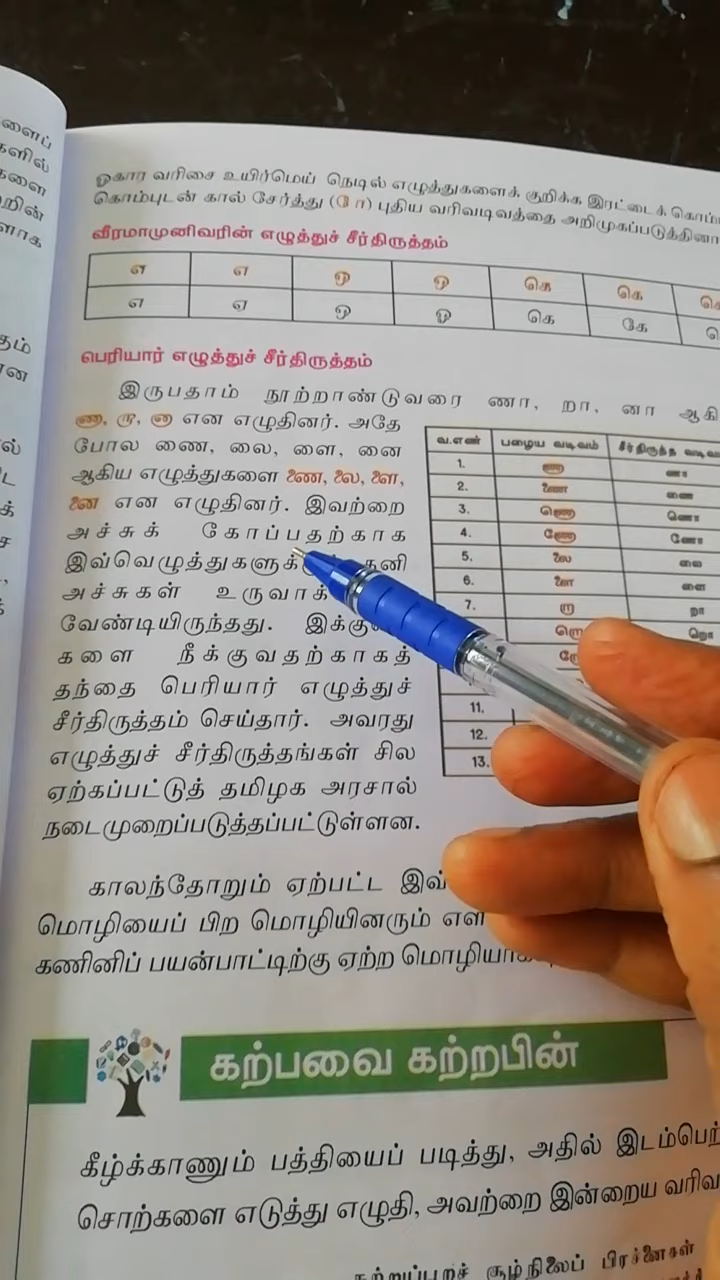 ளைப்
களில்
களை
றின்
ளாக
ஓகார வரிசை உயிர்மெய் நெடில் எழுத்துகளைக் குறிக்க இரட்டைக்
கொம்புடன் கால் சேர்த்து (ோ) புதிய வரிவடிவத்தை அறிமுகப்படுத்தினா
வீரமாமுனிவரின் எழுத்துச் சீர்திருத்தம்
எ எ ஒ ஒ கெ கெ
எ ஏ ஒ ஓ கெ கே
பெரியார் எழுத்துச் சீர்திருத்தம்
இருபதாம் நூற்றாண்டுவரை ணா, றா, னா ஆகி
என எழுதினர். அதே
போல ணை, லை, ளை, னை
ஆகிய எழுத்துகளை
என எழுதினர். இவற்றை
அச்சுக் கோப்பதற்காக
இவ்வெழுத்துகளுக்
அச்சுகள் உருவாக்
வேண்டியிருந்தது.
களை நீக்குவதற்காகத்
தந்தை பெரியார் எழுத்துச்
சீர்திருத்தம் செய்தார். அவரது
எழுத்துச் சீர்திருத்தங்கள் சில
ஏற்கப்பட்டுத் தமிழக அரசால்
நடைமுறைப்படுத்தப்பட்டுள்ளன.
வ.எண் பழைய வடிவம் சீர்திருத்த வடிவ
1. ணா
2. ணை
3. ணொ
4. ணோ
5. லை
6. ளை
7. றா
றொ
11.
12.
13.
காலந்தோறும் ஏற்பட்ட இவ்
மொழியைப் பிற மொழியினரும் எளி
கணினிப் பயன்பாட்டிற்கு ஏற்ற
கற்பவை கற்றபின்
கீழ்க்காணும் பத்தியைப் படித்து, அதில் இடம்பெற்
சொற்களை எடுத்து எழுதி, அவற்றை இன்றைய வரிவ
சூழ்நிலைப்